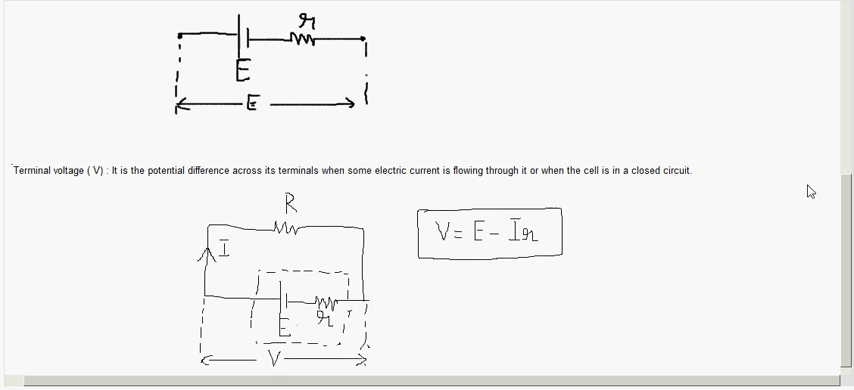 r
E
E
Terminal voltage ( V) : It is the potential difference across its terminals when some electric current is flowing through it or when the cell is in a closed circuit.
R
V = E - Ir
I
E
r
V